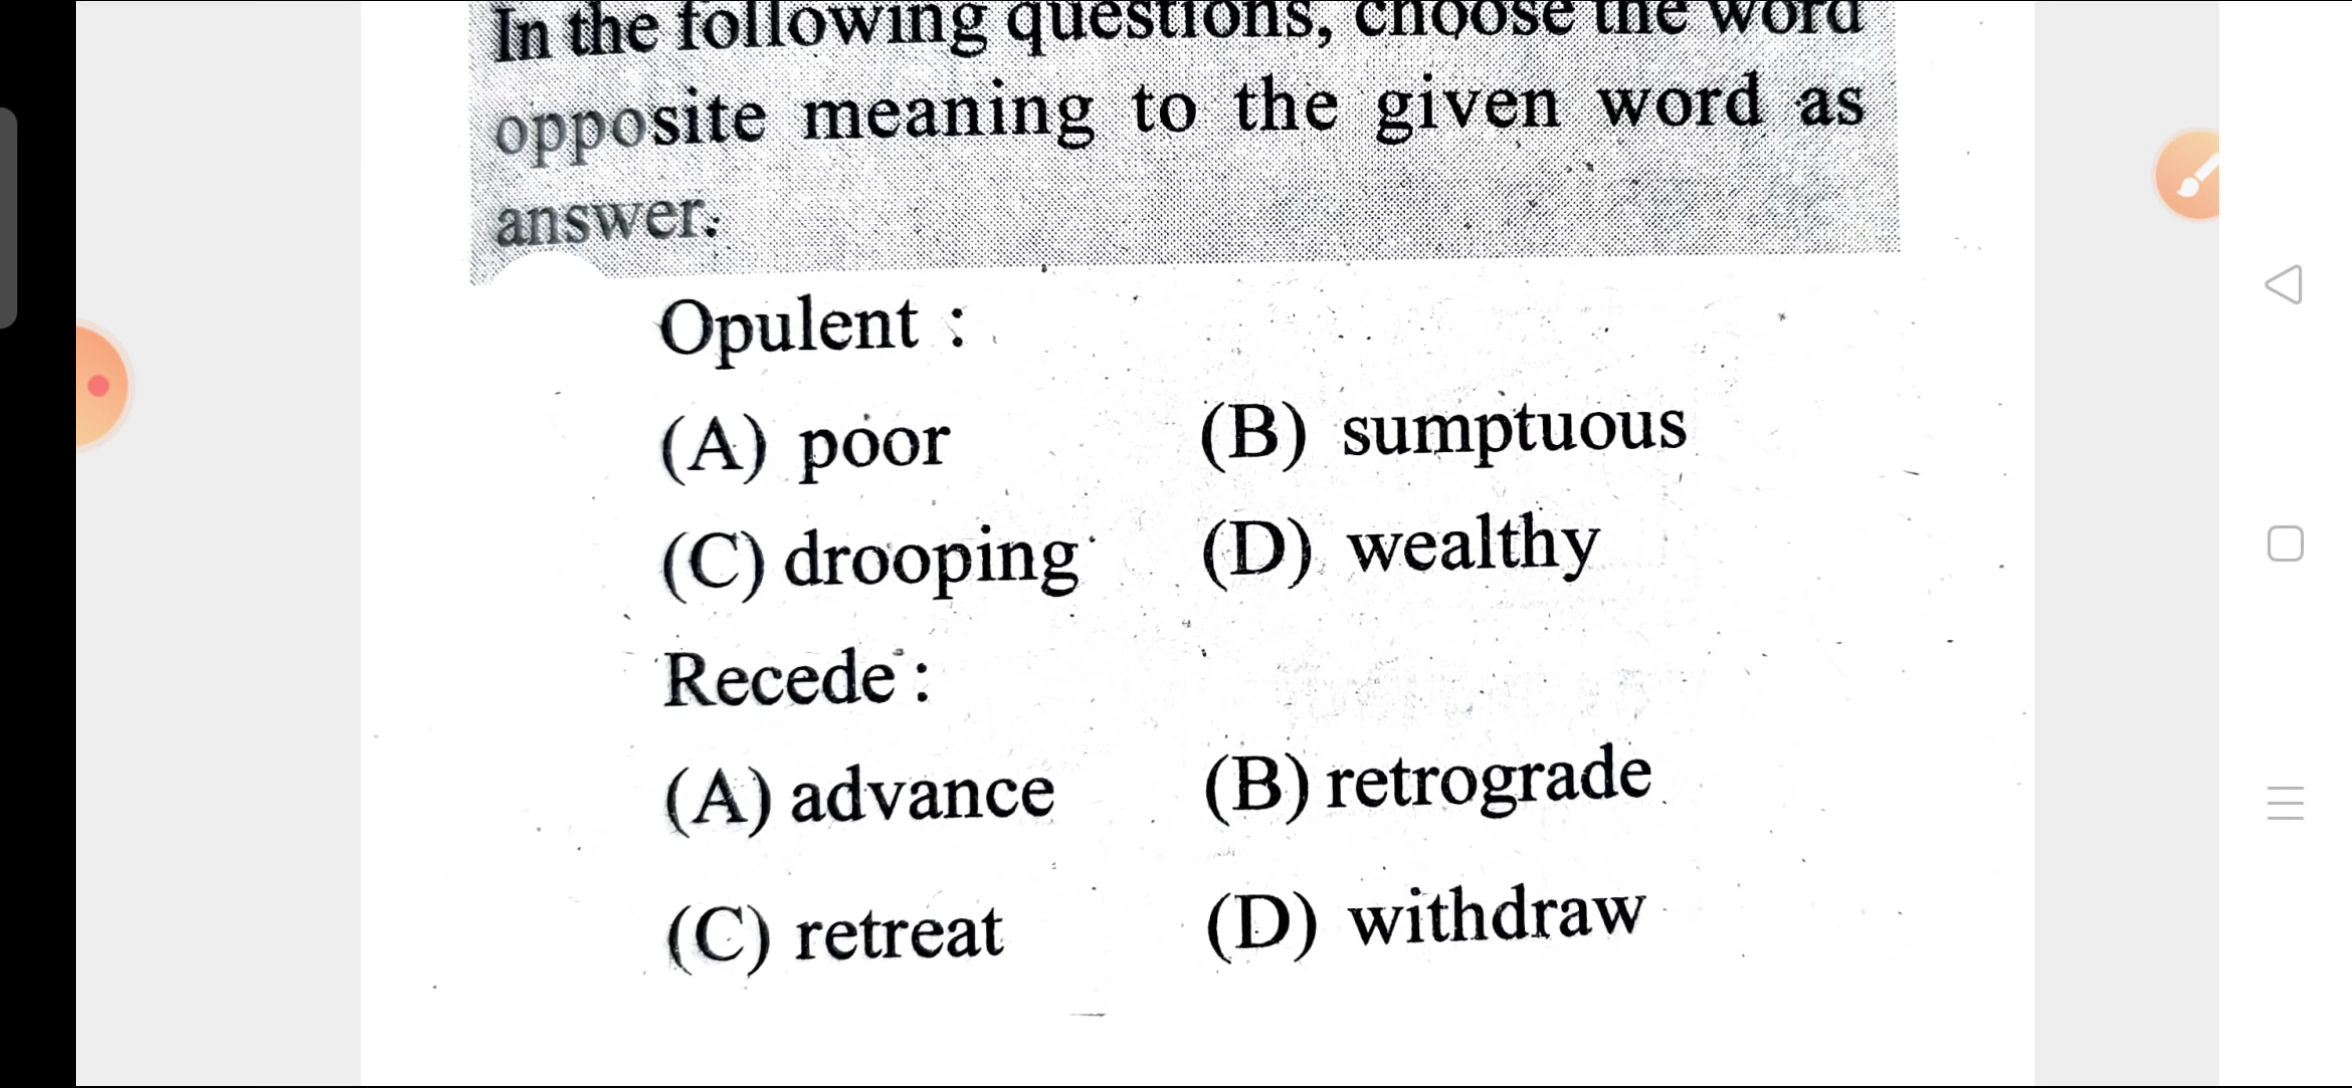 In the following questions, choose the word
opposite meaning to the given word as
answer:
Opulent :
(A) poor (B) sumptuous
(C) drooping (D) wealthy
Recede :
(A) advance (B) retrograde
(C) retreat (D) withdraw